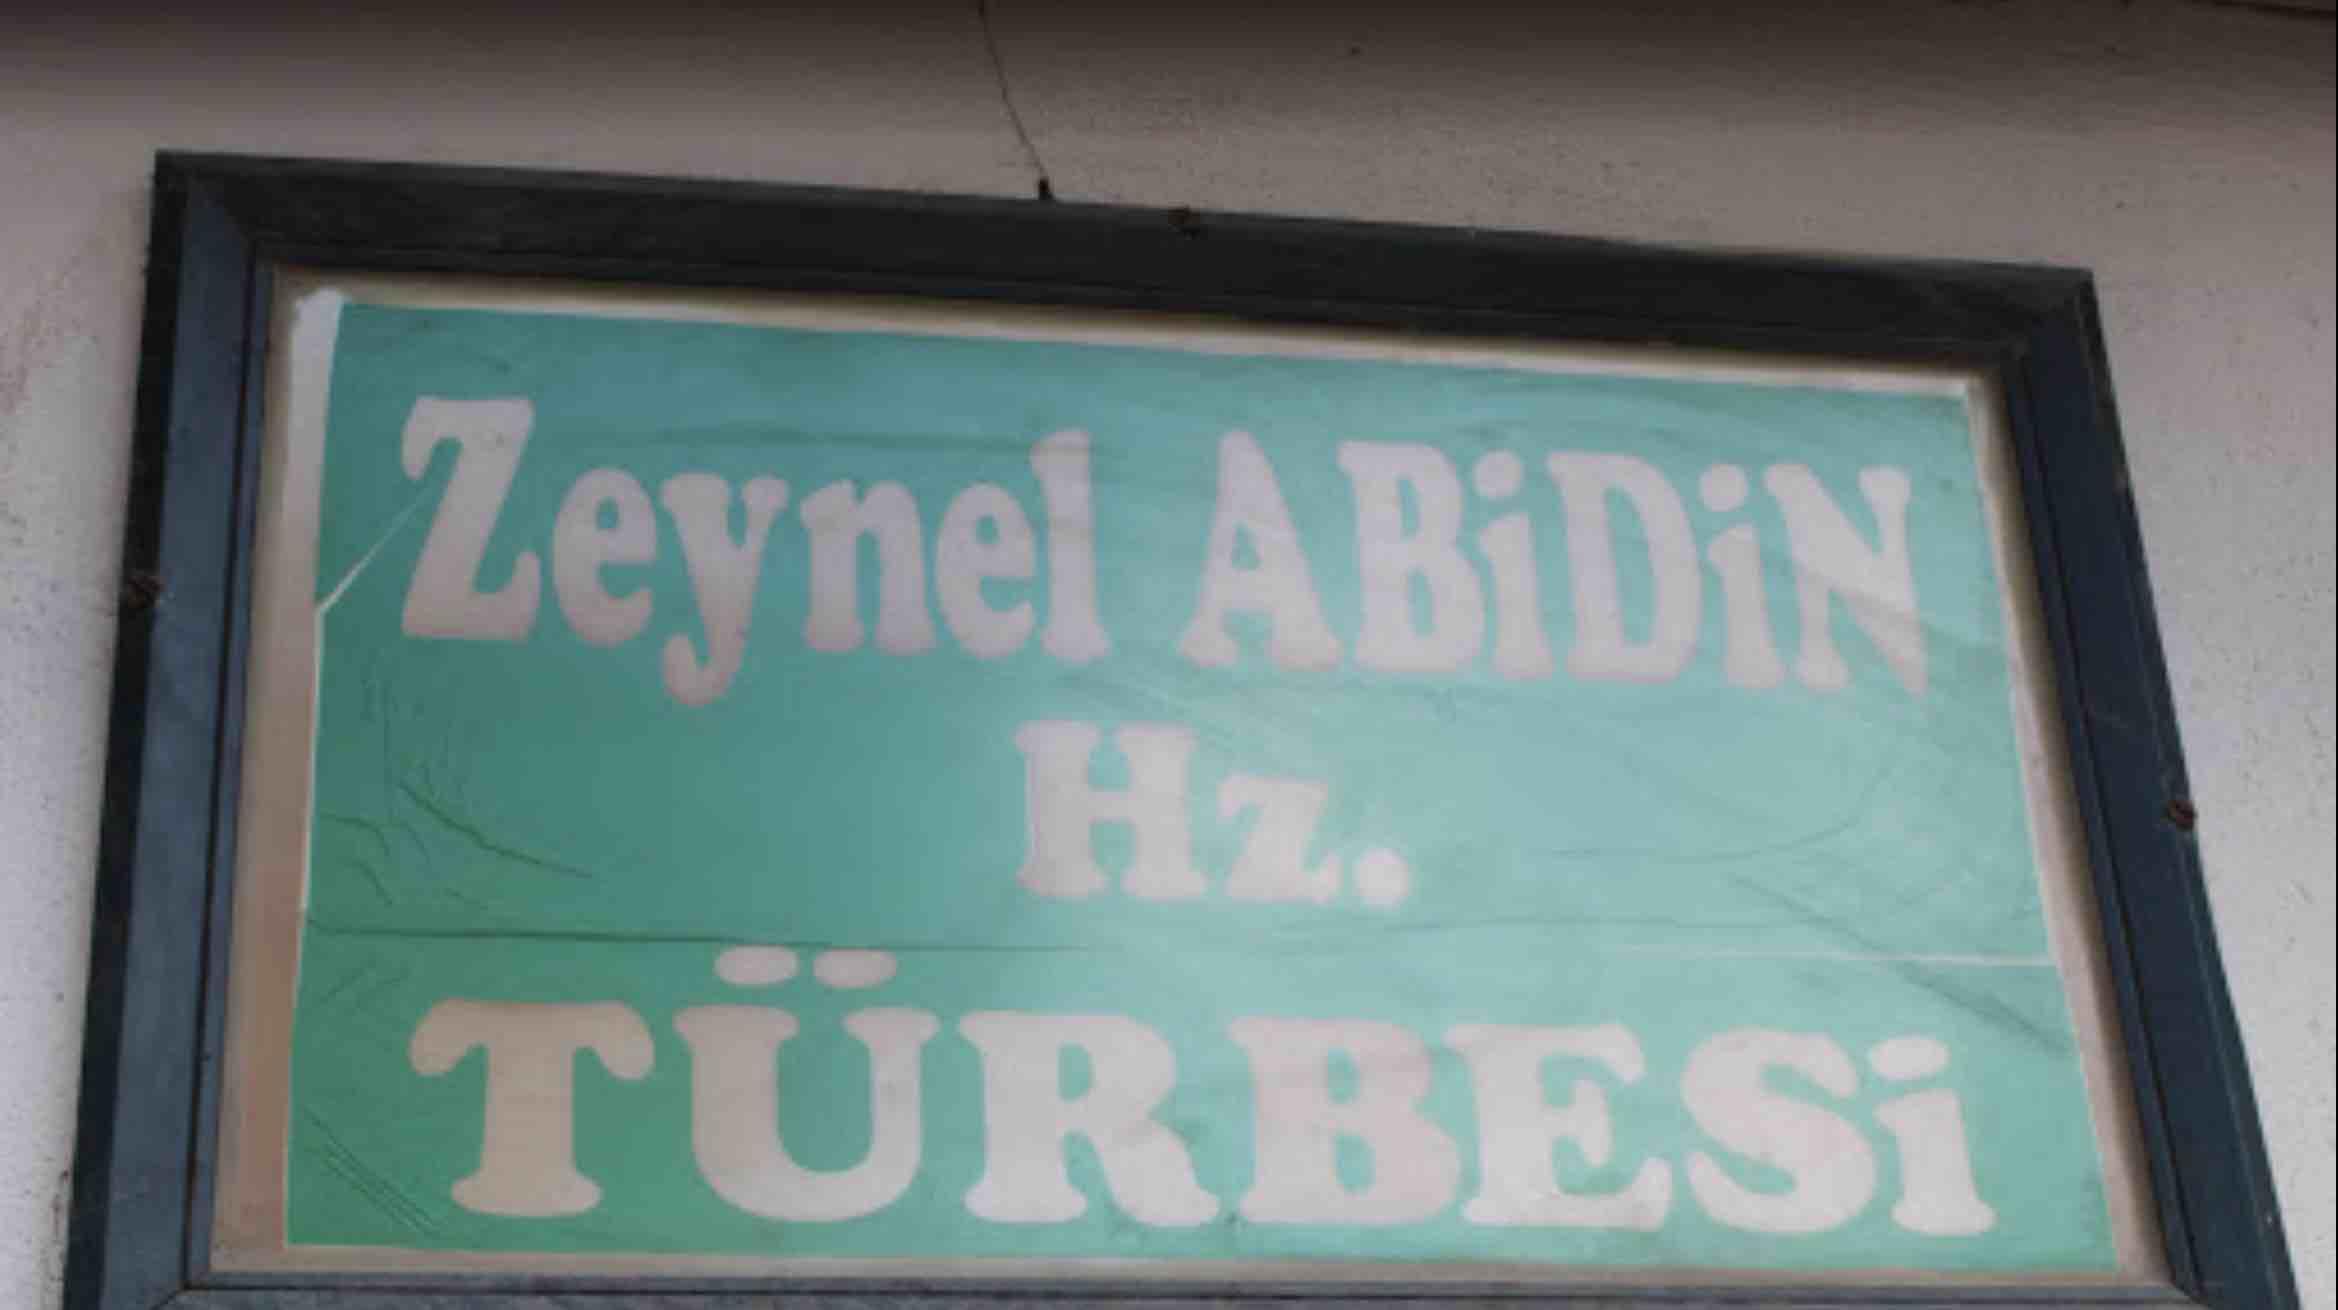 Zeynel ABiDiN
Hz.
TÜRBESi